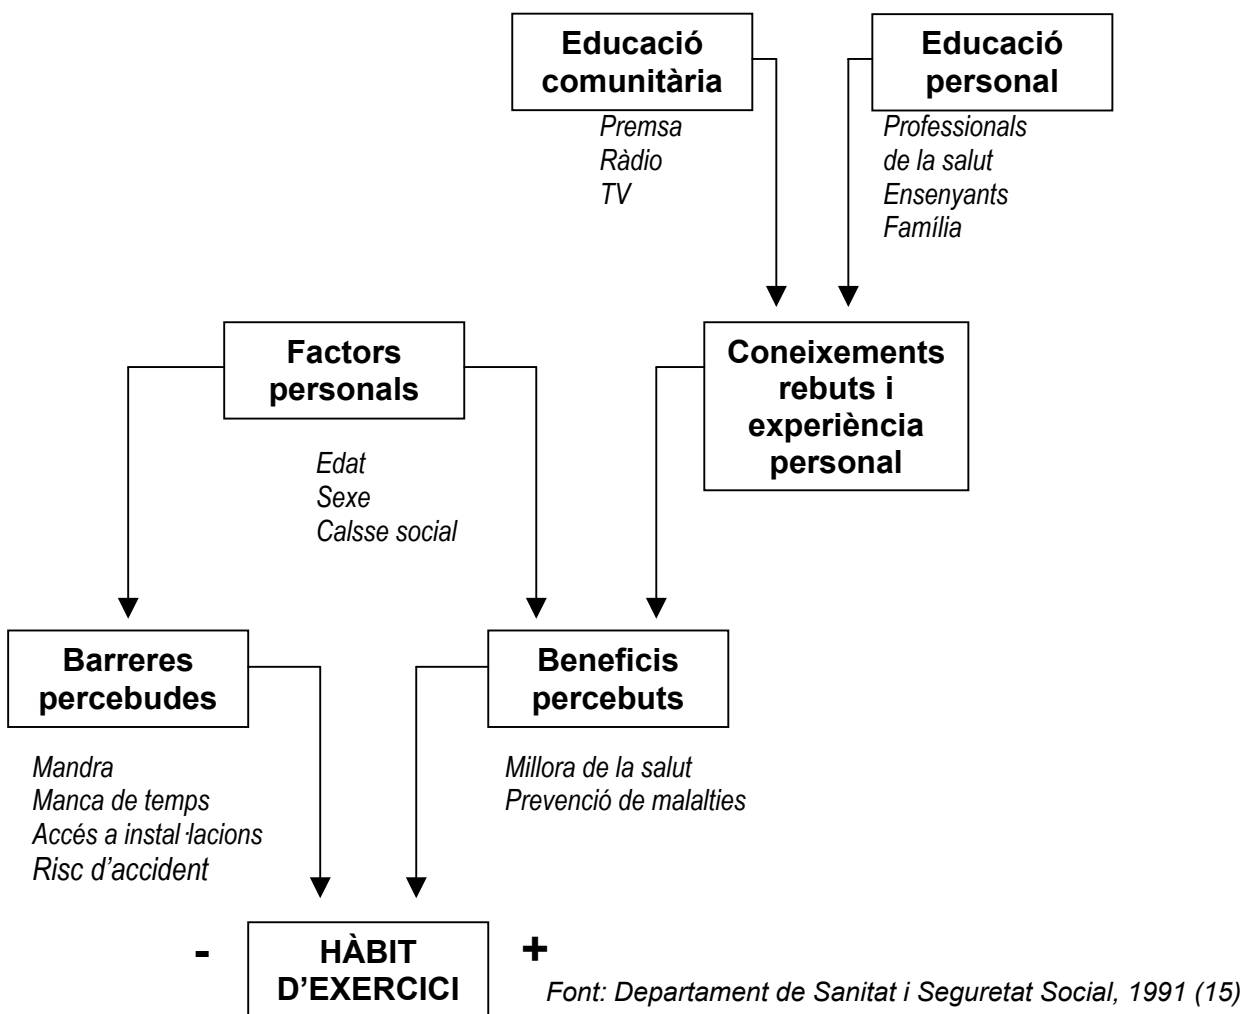 Educació
comunitària
Educació
personal
Premsa
Ràdio
TV
Professionals
de la salut
Ensenyants
Família
Factors
personals
Coneixements
rebuts i
experiència
personal
Edat
Sexe
Calsse social
Barreres
percebudes
Beneficis
percebuts
Mandra
Manca de temps
Accés a instal·lacions
Risc d’accident
Millora de la salut
Prevenció de malalties
-
HÀBIT
D’EXERCICI
+
Font: Departament de Sanitat i Seguretat Social, 1991 (15)